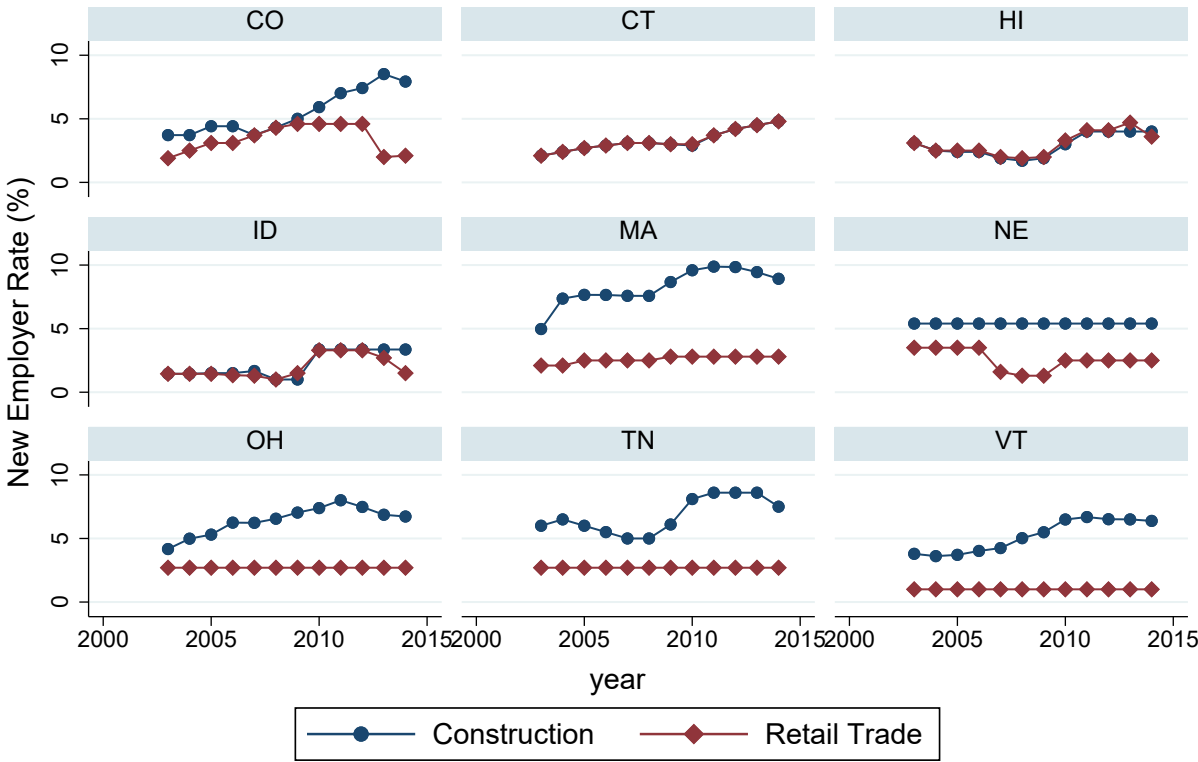 CO CT HI
10
5
0
ID MA NE
10
5
0
New Employer Rate (%)
OH TN VT
10
5
0
2000 2005 2010 2015 2000 2005 2010 2015 2000 2005 2010 2015
year
Construction Retail Trade